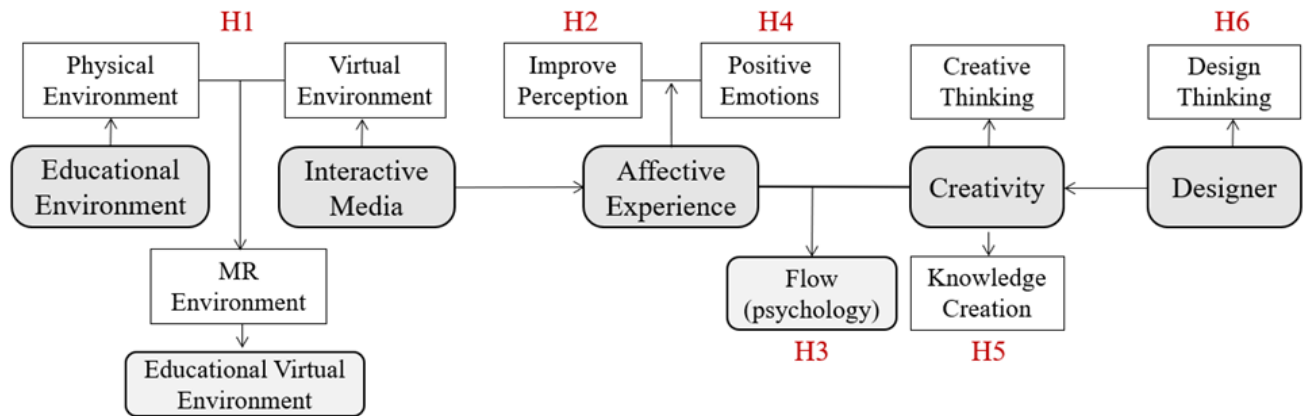 H1
H2
H4
H6
Physical
Environment
Virtual
Environment
Improve
Perception
Positive
Emotions
Creative
Thinking
Design
Thinking
Educational
Environment
Interactive
Media
Affective
Experience
Creativity
Designer
MR
Environment
Flow
(psychology)
Knowledge
Creation
H3
H5
Educational Virtual
Environment